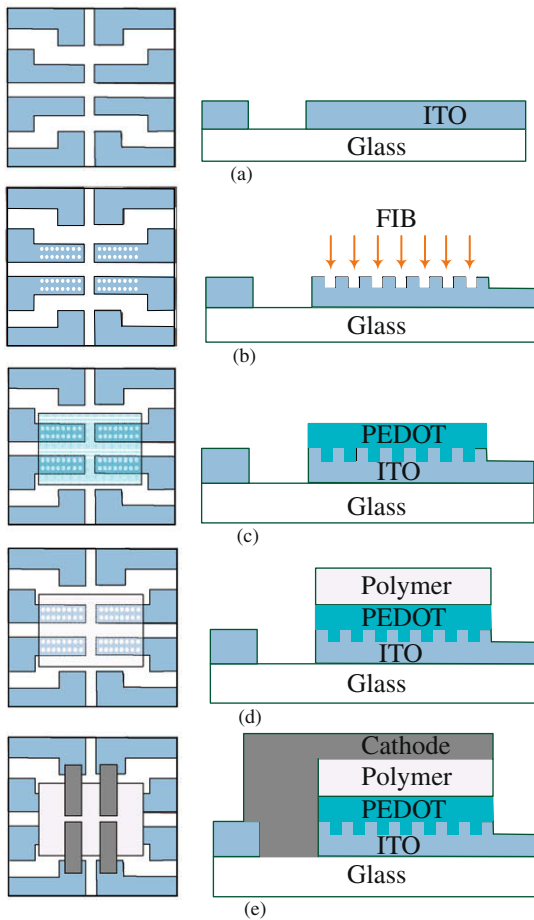 ITO
Glass
(a)
FIB
Glass
(b)
PEDOT
ITO
Glass
(c)
Polymer
PEDOT
ITO
Glass
(d)
Cathode
Polymer
PEDOT
ITO
Glass
(e)